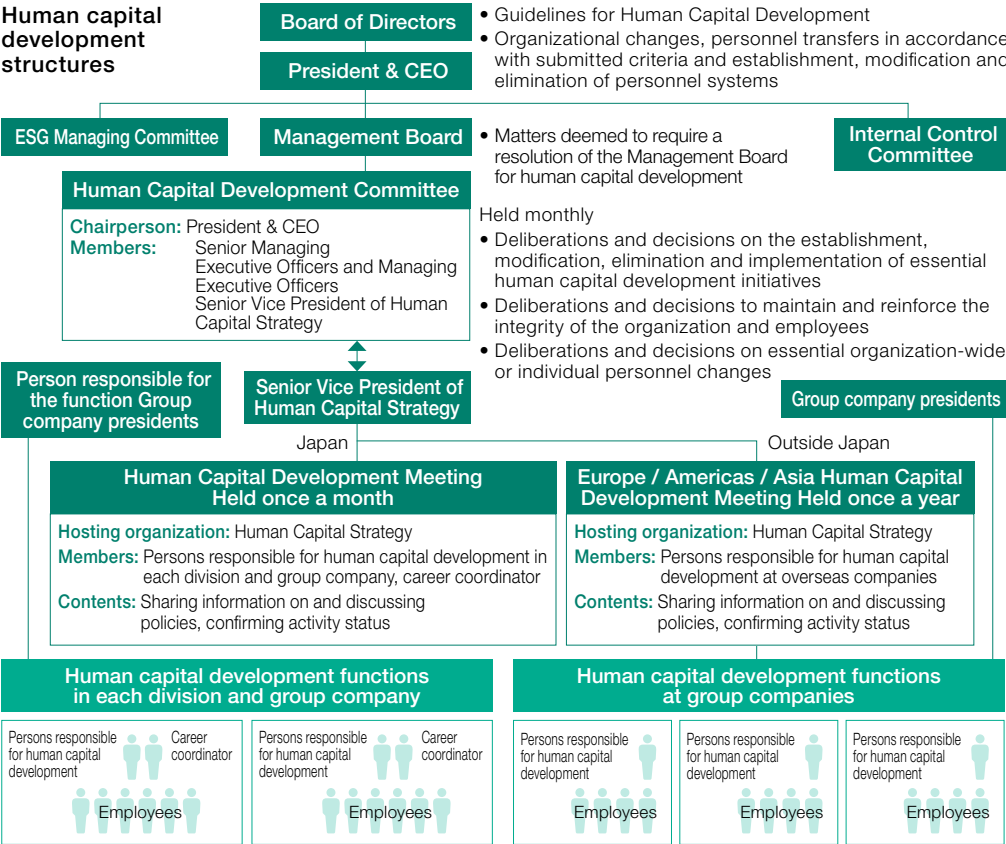 Human capital
development
structures
Board of Directors
President & CEO
• Guidelines for Human Capital Development
• Organizational changes, personnel transfers in accordance
with submitted criteria and establishment, modification and
elimination of personnel systems
ESG Managing Committee
Management Board
• Matters deemed to require a
resolution of the Management Board
for human capital development
Internal Control
Committee
Human Capital Development Committee
Chairperson: President & CEO
Members: Senior Managing
Executive Officers and Managing
Executive Officers
Senior Vice President of Human
Capital Strategy
Held monthly
• Deliberations and decisions on the establishment,
modification, elimination and implementation of essential
human capital development initiatives
• Deliberations and decisions to maintain and reinforce the
integrity of the organization and employees
• Deliberations and decisions on essential organization-wide
or individual personnel changes
Person responsible for
the function Group
company presidents
Senior Vice President of
Human Capital Strategy
Group company presidents
Japan
Outside Japan
Human Capital Development Meeting
Held once a month
Hosting organization: Human Capital Strategy
Members: Persons responsible for human capital development in
each division and group company, career coordinator
Contents: Sharing information on and discussing
policies, confirming activity status
Europe / Americas / Asia Human Capital
Development Meeting Held once a year
Hosting organization: Human Capital Strategy
Members: Persons responsible for human capital
development at overseas companies
Contents: Sharing information on and discussing
policies, confirming activity status
Human capital development functions
in each division and group company
Human capital development functions
at group companies
Persons responsible
for human capital
development
Career
coordinator
Employees
Persons responsible
for human capital
development
Career
coordinator
Employees
Persons responsible
for human capital
development
Employees
Persons responsible
for human capital
development
Employees
Persons responsible
for human capital
development
Employees